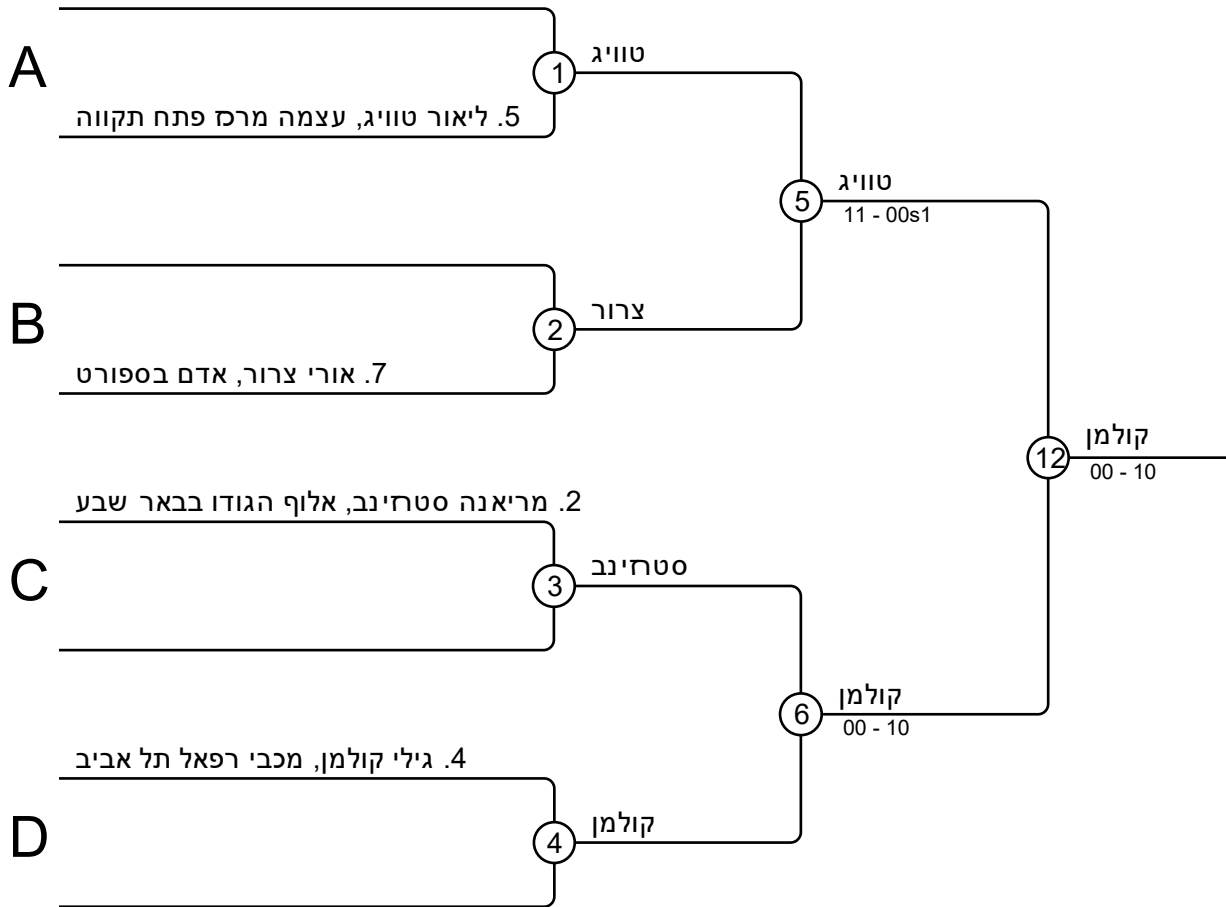 A
1
טוויג
5. ליאור טוויג, עצמה מרכז פתח תקווה
5
טוויג
11 - 00s1
B
2
צרור
7. אורי צרור, אדם בספורט
12
קולמן
00 - 10
2. מריאנה סטרזינב, אלוף הגודו בבאר שבע
C
3
סטרזינב
6
קולמן
00 - 10
4. גילי קולמן, מכבי רפאל תל אביב
D
4
קולמן